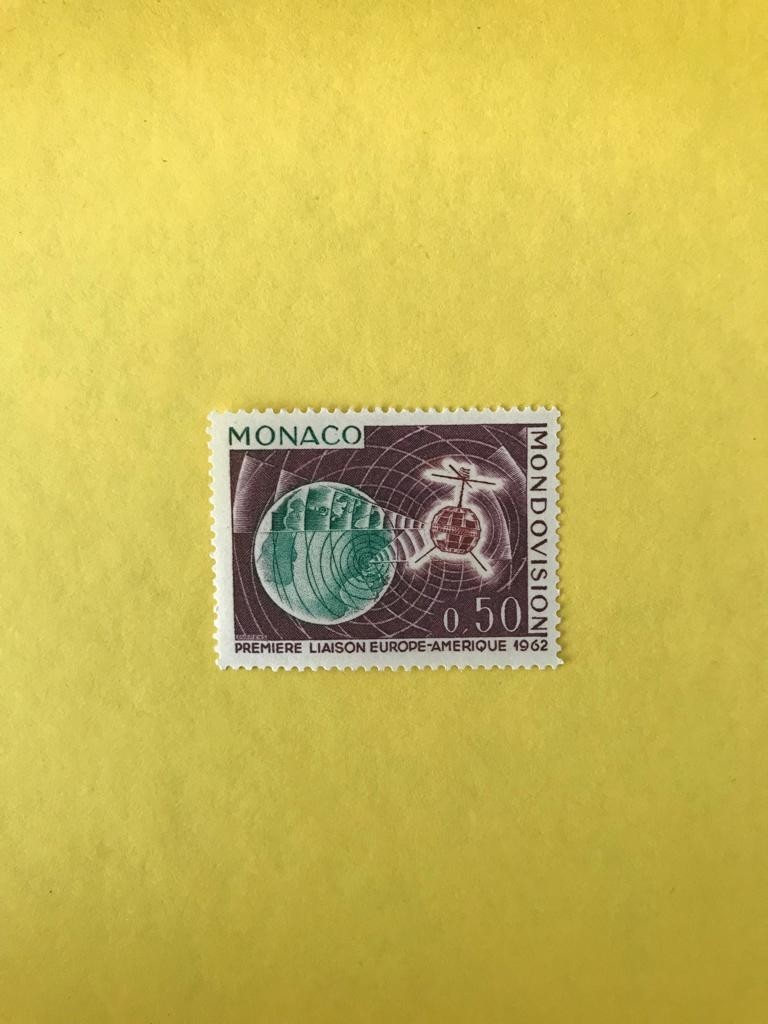 MONACO
MONDOVISION
0,50
PREMIERE LIAISON EUROPE-AMERIQUE 1962